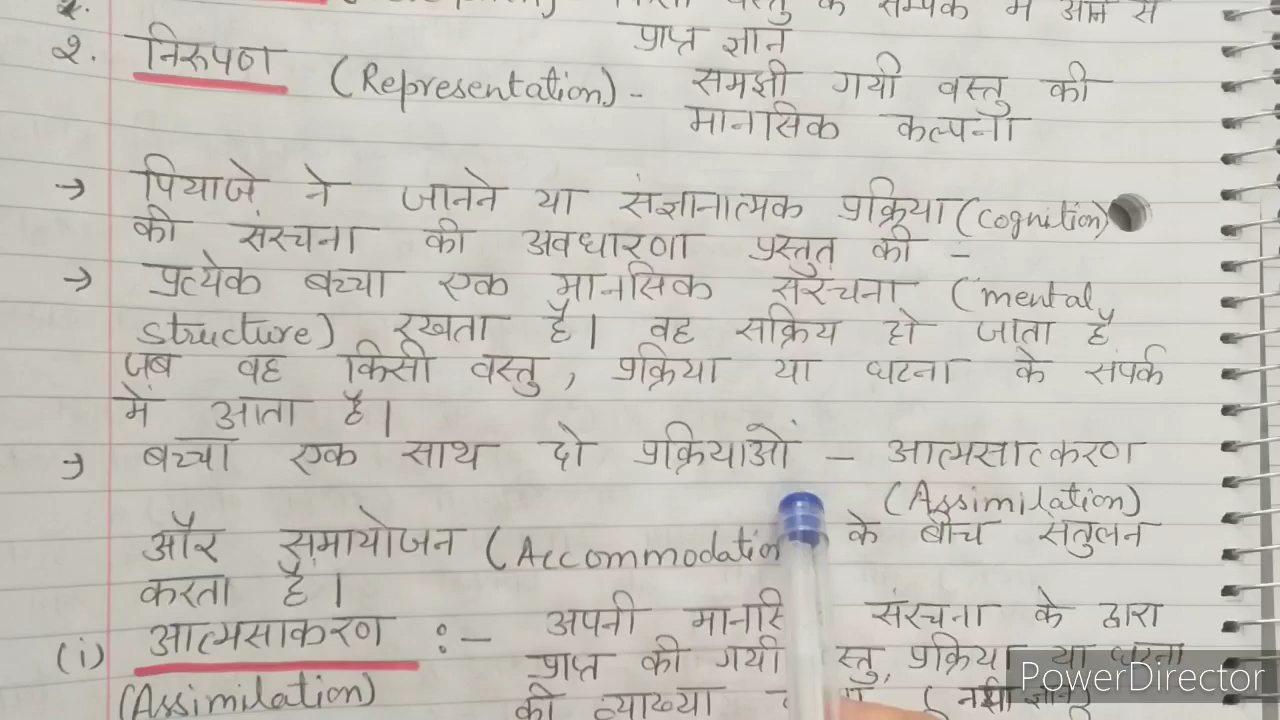 के सम्पर्क में आने से
प्राप्त ज्ञान
२. निरुपण (Representation) - समझी गयी वस्तु की
मानसिक कल्पना
→ पियाजे ने जानने या संज्ञानात्मक प्रक्रिया (Cognition)
की संरचना की अवधारणा प्रस्तुत की -
→ प्रत्येक बच्चा एक मानसिक संरचना (mental
structure) रखता है। वह सक्रिय हो जाता है
जब वह किसी वस्तु, प्रक्रिया या घटना के संपर्क
में आता है।
→ बच्चा एक साथ दो प्रक्रियाओं – आत्मसात्करण
(Assimilation)
और समायोजन (Accommodation के बीच संतुलन
करता है।
(i) आत्मसाकरण :- अपनी संरचना के द्वारा
प्राप्त की गयी प्रक्रिया या घटना
(Assimilation) की व्याख्या
PowerDirector